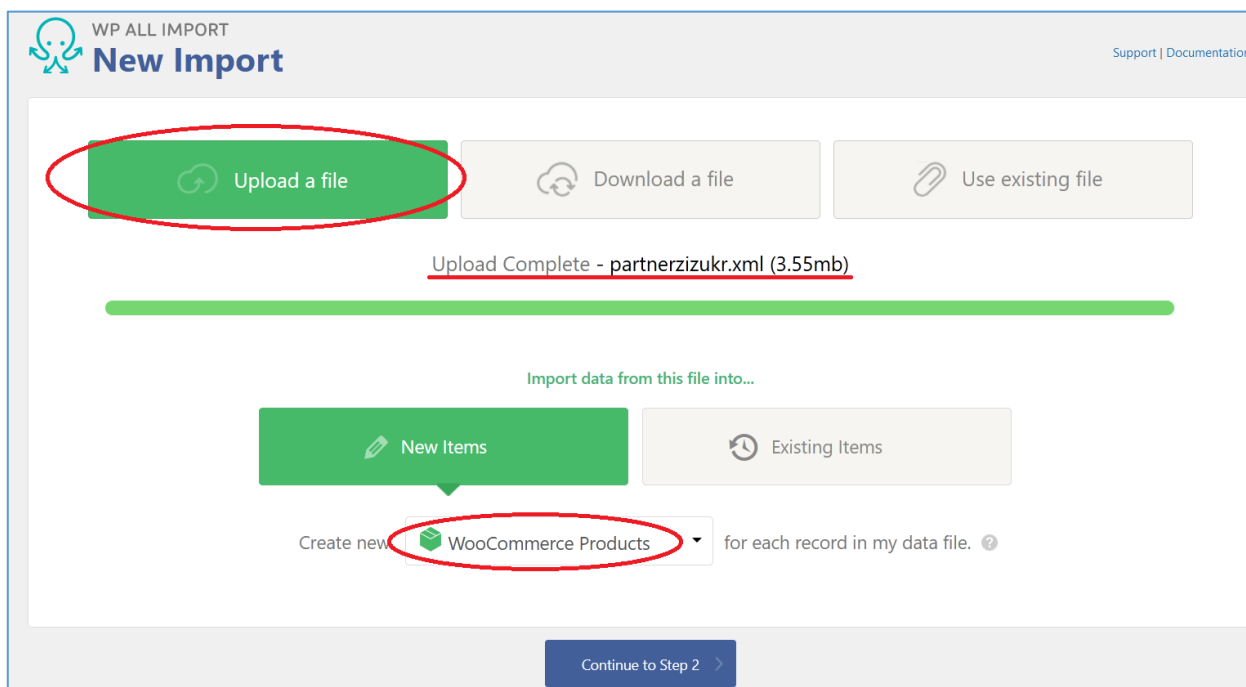 WP ALL IMPORT
New Import
Support | Documentation
Upload a file
Download a file
Use existing file
Upload Complete - partnerzizukr.xml (3.55mb)
Import data from this file into...
New Items
Existing Items
Create new WooCommerce Products for each record in my data file. ?
Continue to Step 2